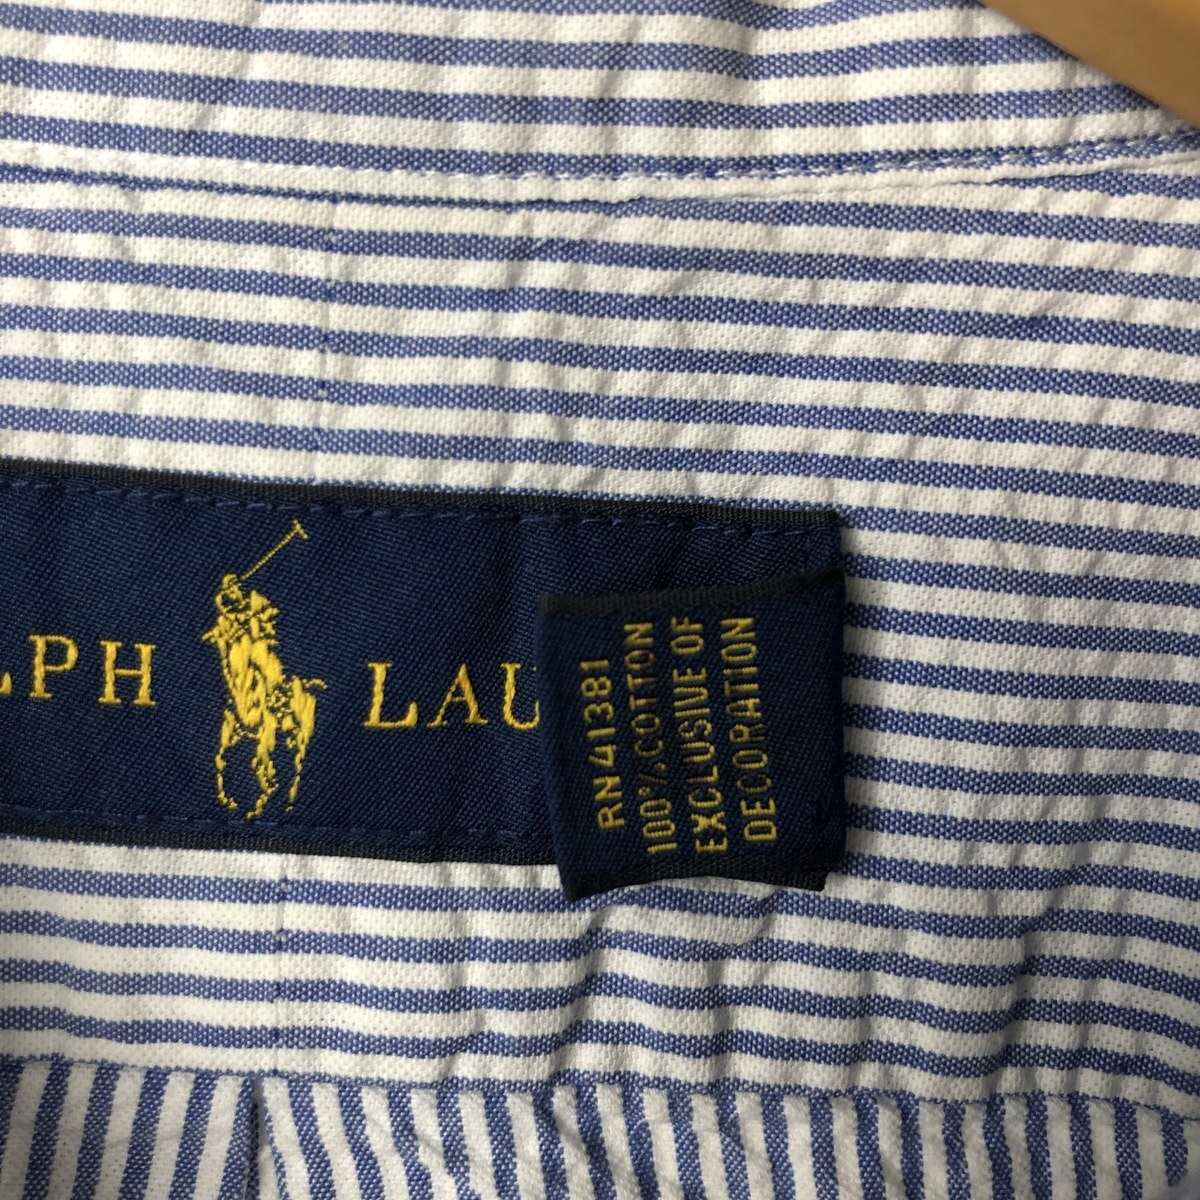 LPH LAU
RN41381
100% COTTON
EXCLUSIVE OF
DECORATION